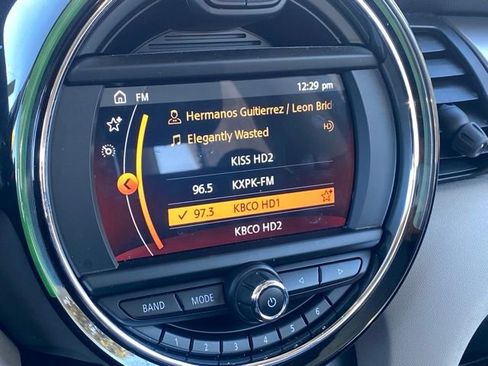 FM 12:29 pm
Hermanos Guitierrez / Leon Brid
Elegantly Wasted HD
KISS HD2
96.5 KXPK-FM
97.3 KBCO HD1
KBCO HD2
BAND MODE
1 2 3 4 5 6